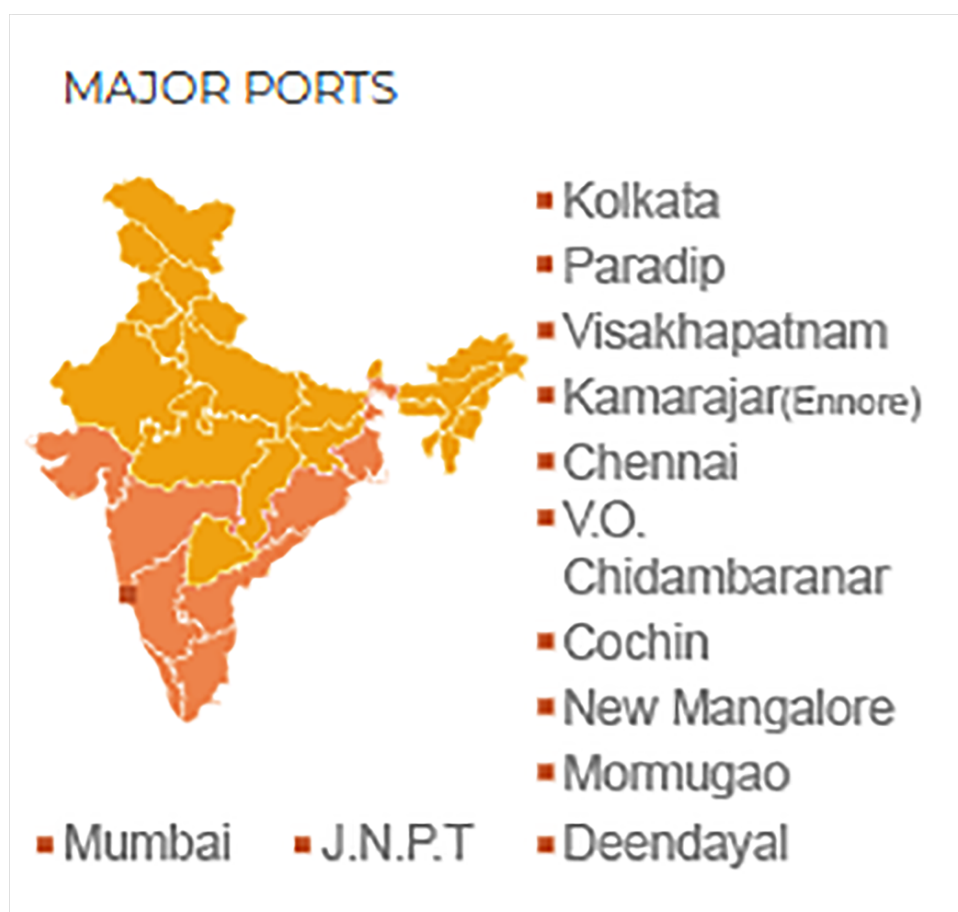 MAJOR PORTS
Kolkata
Paradip
Visakhapatnam
Kamarajar(Ennore)
Chennai
V.O.
Chidambaranar
Cochin
New Mangalore
Mormugao
Mumbai
J.N.P.T
Deendayal